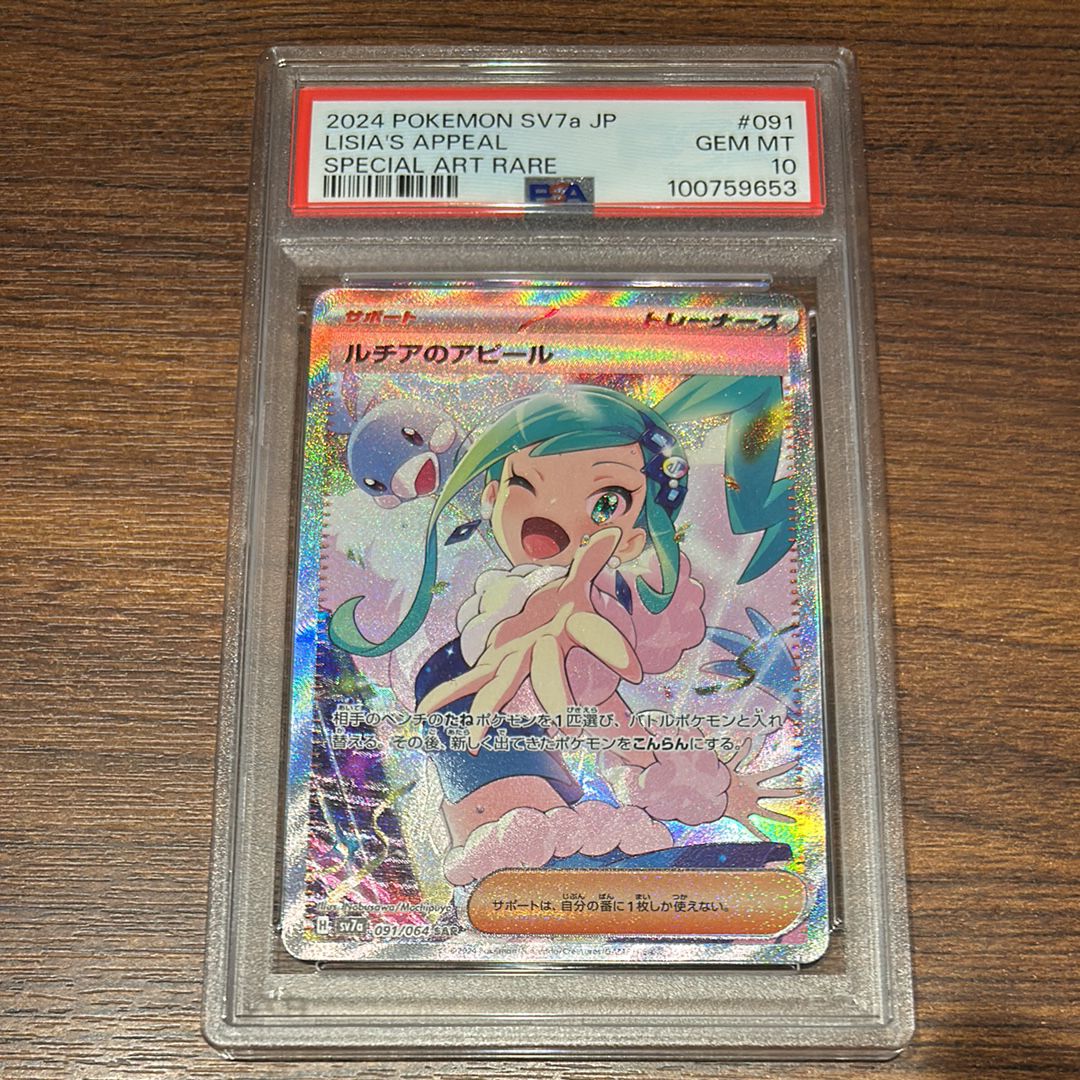 2024 POKEMON SV7a JP #091
LISIA'S APPEAL GEM MT
SPECIAL ART RARE 10
PSA 100759653
サポート トレーナーズ
ルチアのアピール
相手のベンチのたねポケモンを1匹選び、バトルポケモンと入れ
替える。その後、新しく出てきたポケモンをこんらんにする。
サポートは、自分の番に1枚しか使えない。
Illus. Nobusawa/Mochipuyo
H sv7a 091/064 SAR